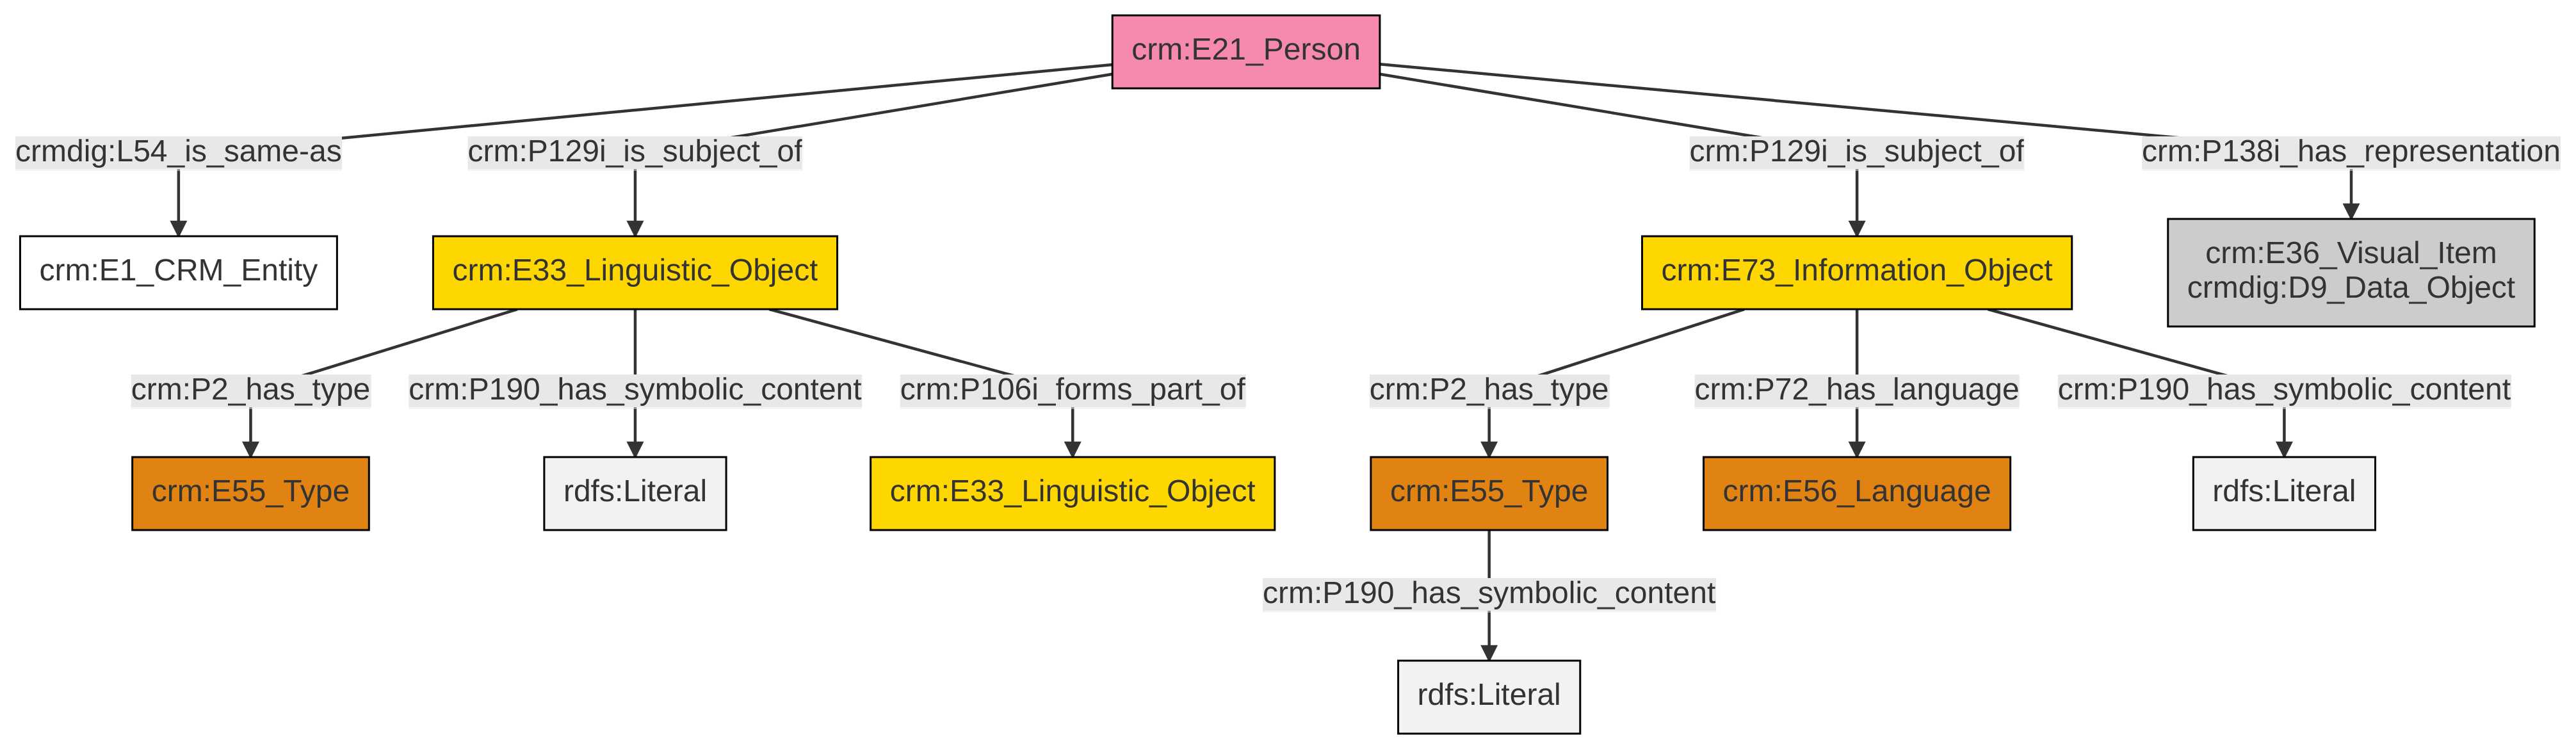 crm:E21_Person
crmdig:L54_is_same-as
crm:P129i_is_subject_of
crm:P129i_is_subject_of
crm:P138i_has_representation
crm:E1_CRM_Entity
crm:E33_Linguistic_Object
crm:E73_Information_Object
crm:E36_Visual_Item
crmdig:D9_Data_Object
crm:P2_has_type
crm:P190_has_symbolic_content
crm:P106i_forms_part_of
crm:P2_has_type
crm:P72_has_language
crm:P190_has_symbolic_content
crm:E55_Type
rdfs:Literal
crm:E33_Linguistic_Object
crm:E55_Type
crm:E56_Language
rdfs:Literal
crm:P190_has_symbolic_content
rdfs:Literal